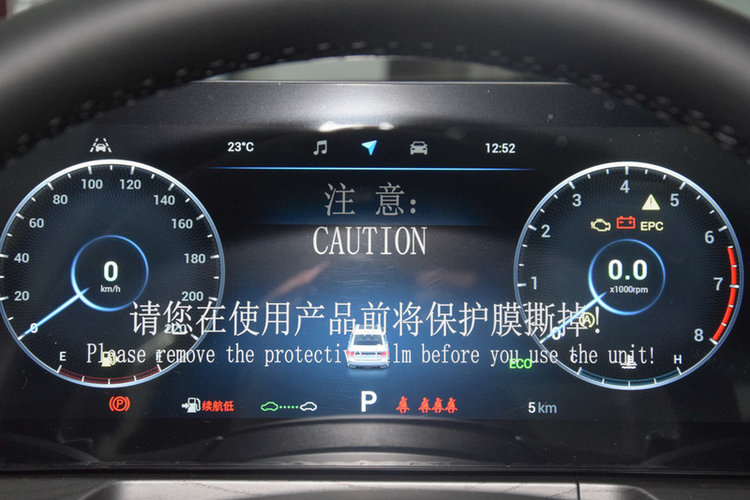 23°C 12:52
注 意:
CAUTION
请您在使用产品前将保护膜撕掉!
Please remove the protecti lm before you use the unit!
0 20 40 60 80 100 120 140 160 180 200
0
km/h
E
0 1 2 3 4 5 6 7 8
EPC
0.0
x1000rpm
ECO
H
(P) 续航低 P 5 km